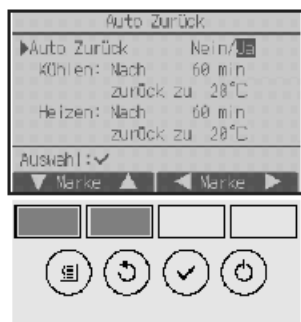 Auto Zurück
▶Auto Zurück Nein/Ja
Kühlen: Nach 60 min
zurück zu 28°C
Heizen: Nach 60 min
zurück zu 20°C
Auswahl:✔
▼ Marke ▲ ◀ Marke ▶